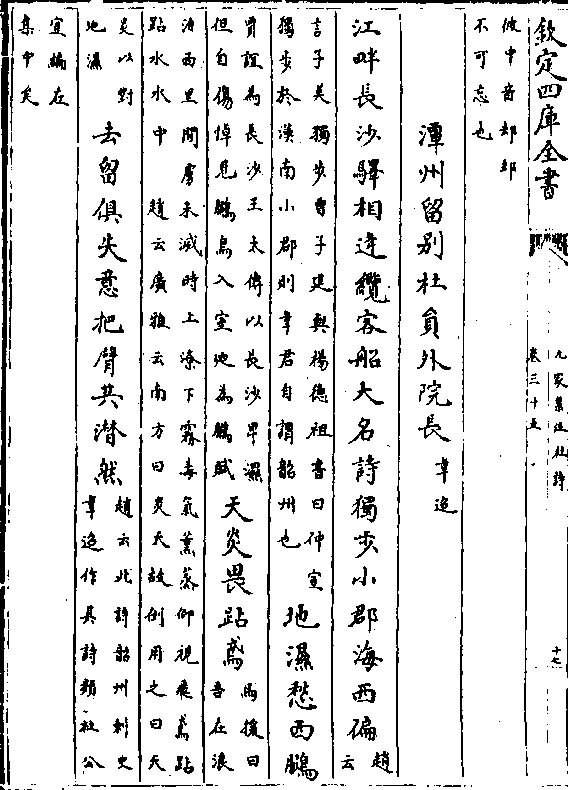 欽定四庫全書
九家集注杜詩
卷三十五
十七
不可忘也
潭州留别杜員外院長
韋迢
江畔長沙驛相逢纜客船大名詩獨步小郡海西偏
趙
云
言子美獨步曹子建與楊德祖書曰仲宣
獨步於漢南小郡則韋君自謂韶州也
地濕愁西鵩
賈誼為長沙王太傅以長沙卑濕
但自傷悼見鵩鳥入室也為鵩賦
天炎畏跕鳶
馬援曰
吾在浪
泊西里間虜未滅時上潦下霧毒氣薰蒸仰視飛鳶跕
跕水水中 趙云廣雅云南方曰炎天故倒用之曰天
炎以對
地濕
去留俱失意把臂共潸然
趙云此詩韶州刺史
韋迢作其詩類杜公
宜編在
集中矣